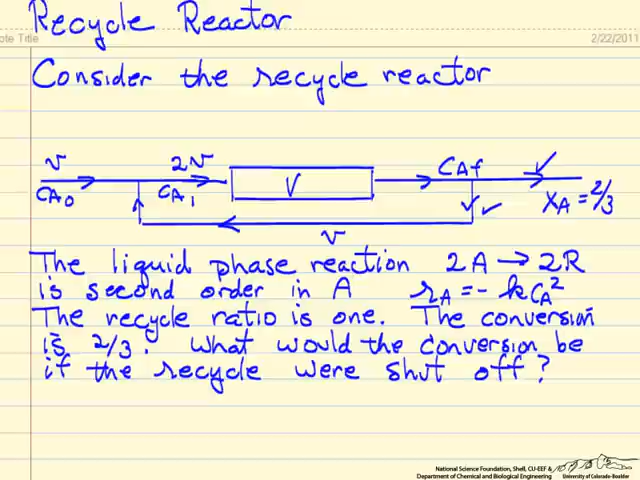 Recycle Reactor
ote Title
2/22/2011
Consider the recycle reactor
v
2v
CAf
CA0
CA1
V
XA = 2/3
v
The liquid phase reaction 2A → 2R
is second order in A rA = - kCA²
The recycle ratio is one. The conversion
is 2/3. What would the conversion be
if the recycle were shut off?
National Science Foundation, Shell, CU-EEF &
Department of Chemical and Biological Engineering
University of Colorado-Boulder